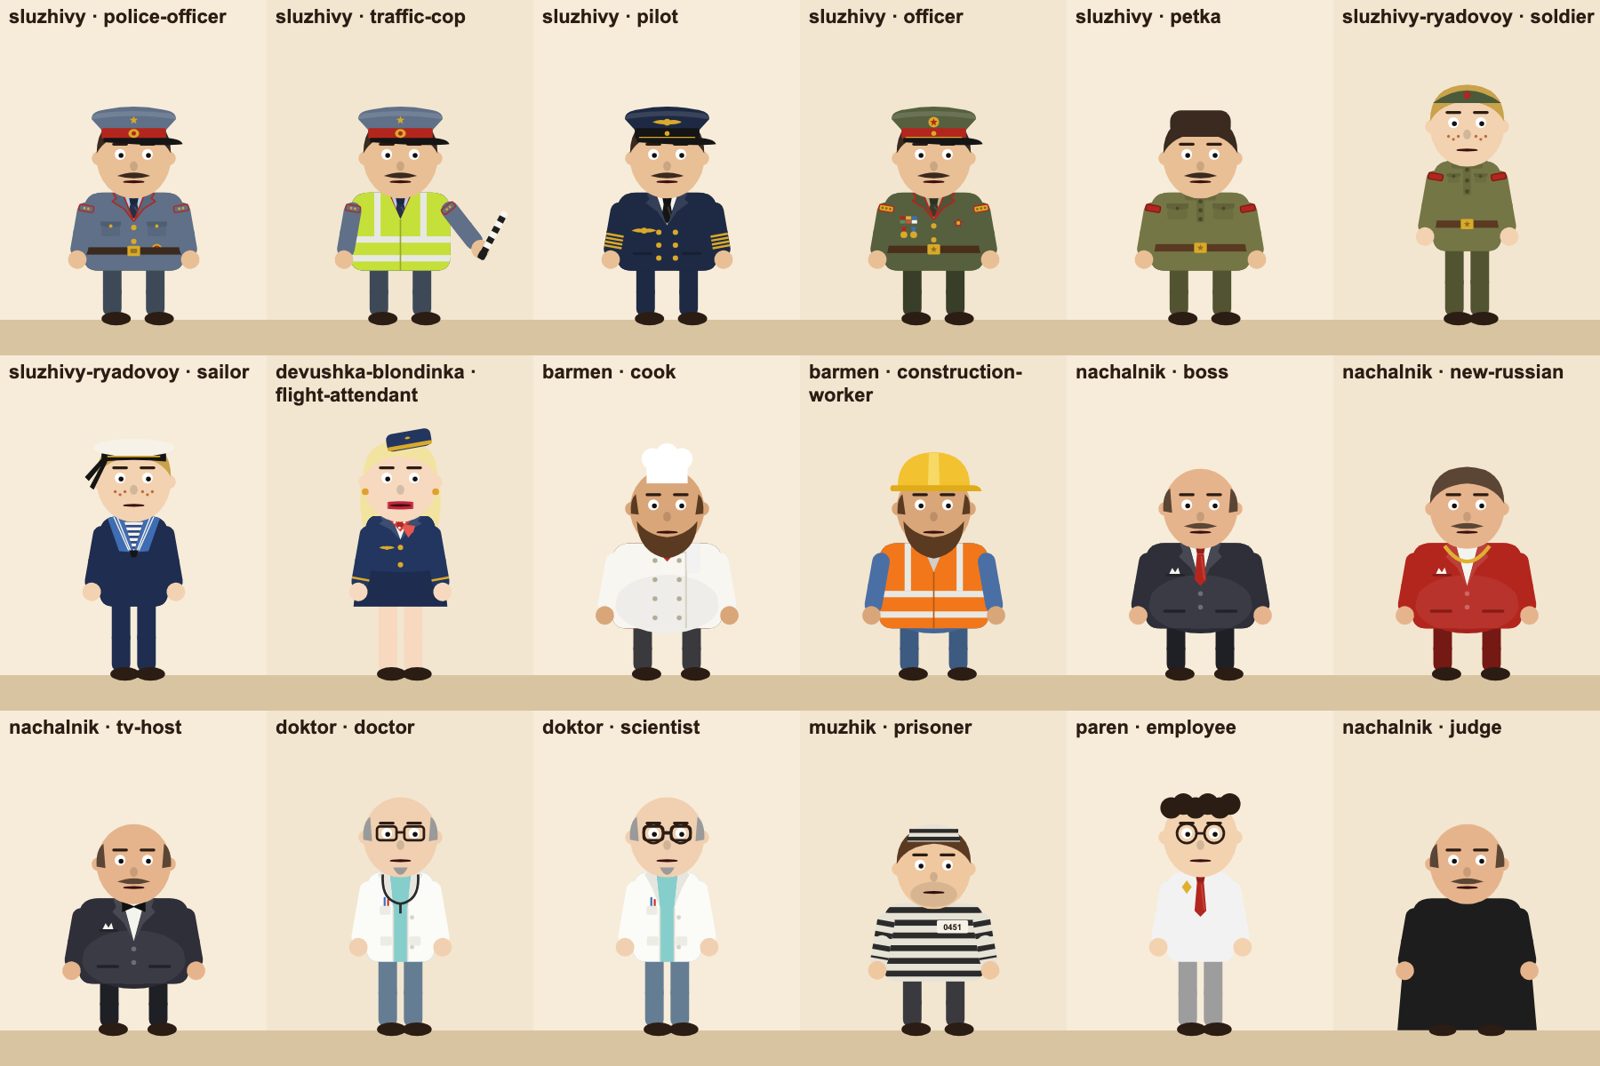 sluzhivy · police-officer
sluzhivy · traffic-cop
sluzhivy · pilot
sluzhivy · officer
sluzhivy · petka
sluzhivy-ryadovoy · soldier
sluzhivy-ryadovoy · sailor
devushka-blondinka ·
flight-attendant
barmen · cook
barmen · construction-
worker
nachalnik · boss
nachalnik · new-russian
nachalnik · tv-host
doktor · doctor
doktor · scientist
muzhik · prisoner
0451
paren · employee
nachalnik · judge